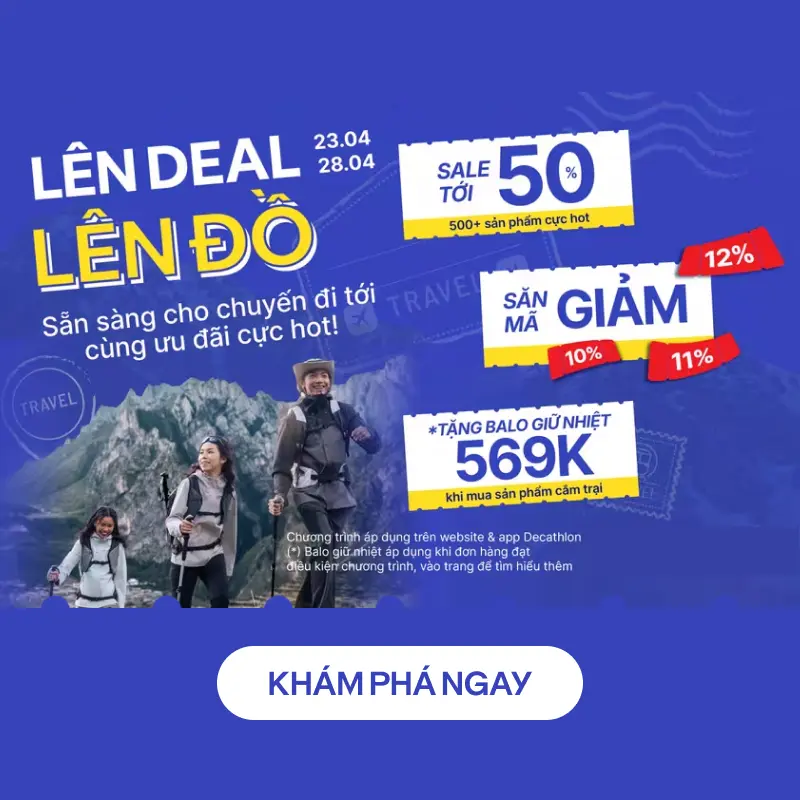 LÊN DEAL
23.04
28.04
LÊN ĐỒ
Sẵn sàng cho chuyến đi tới
cùng ưu đãi cực hot!
SALE
TỚI
50%
500+ sản phẩm cực hot
12%
SĂN
MÃ
GIẢM
10%
11%
*TẶNG BALO GIỮ NHIỆT
569K
khi mua sản phẩm cắm trại
TRAVEL
TRAVEL
Chương trình áp dụng trên website & app Decathlon
(*) Balo giữ nhiệt áp dụng khi đơn hàng đạt
điều kiện chương trình, vào trang để tìm hiểu thêm
KHÁM PHÁ NGAY